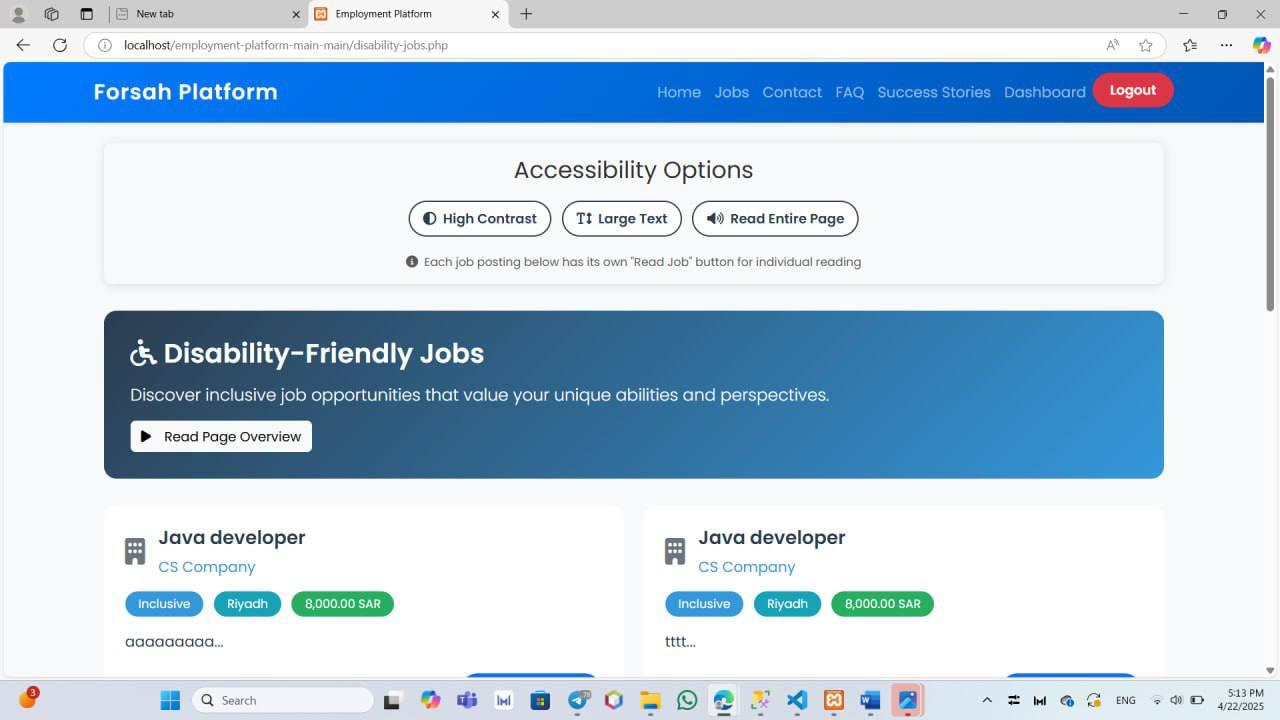 New tab
Employment Platform
localhost/employment-platform-main-main/disability-jobs.php
Forsah Platform
Home Jobs Contact FAQ Success Stories Dashboard Logout
Accessibility Options
High Contrast Large Text Read Entire Page
Each job posting below has its own "Read Job" button for individual reading
Disability-Friendly Jobs
Discover inclusive job opportunities that value your unique abilities and perspectives.
Read Page Overview
Java developer
CS Company
Inclusive Riyadh 8,000.00 SAR
aaaaaaaaa...
Java developer
CS Company
Inclusive Riyadh 8,000.00 SAR
tttt...
3
Search
ENG
5:13 PM
4/22/2025